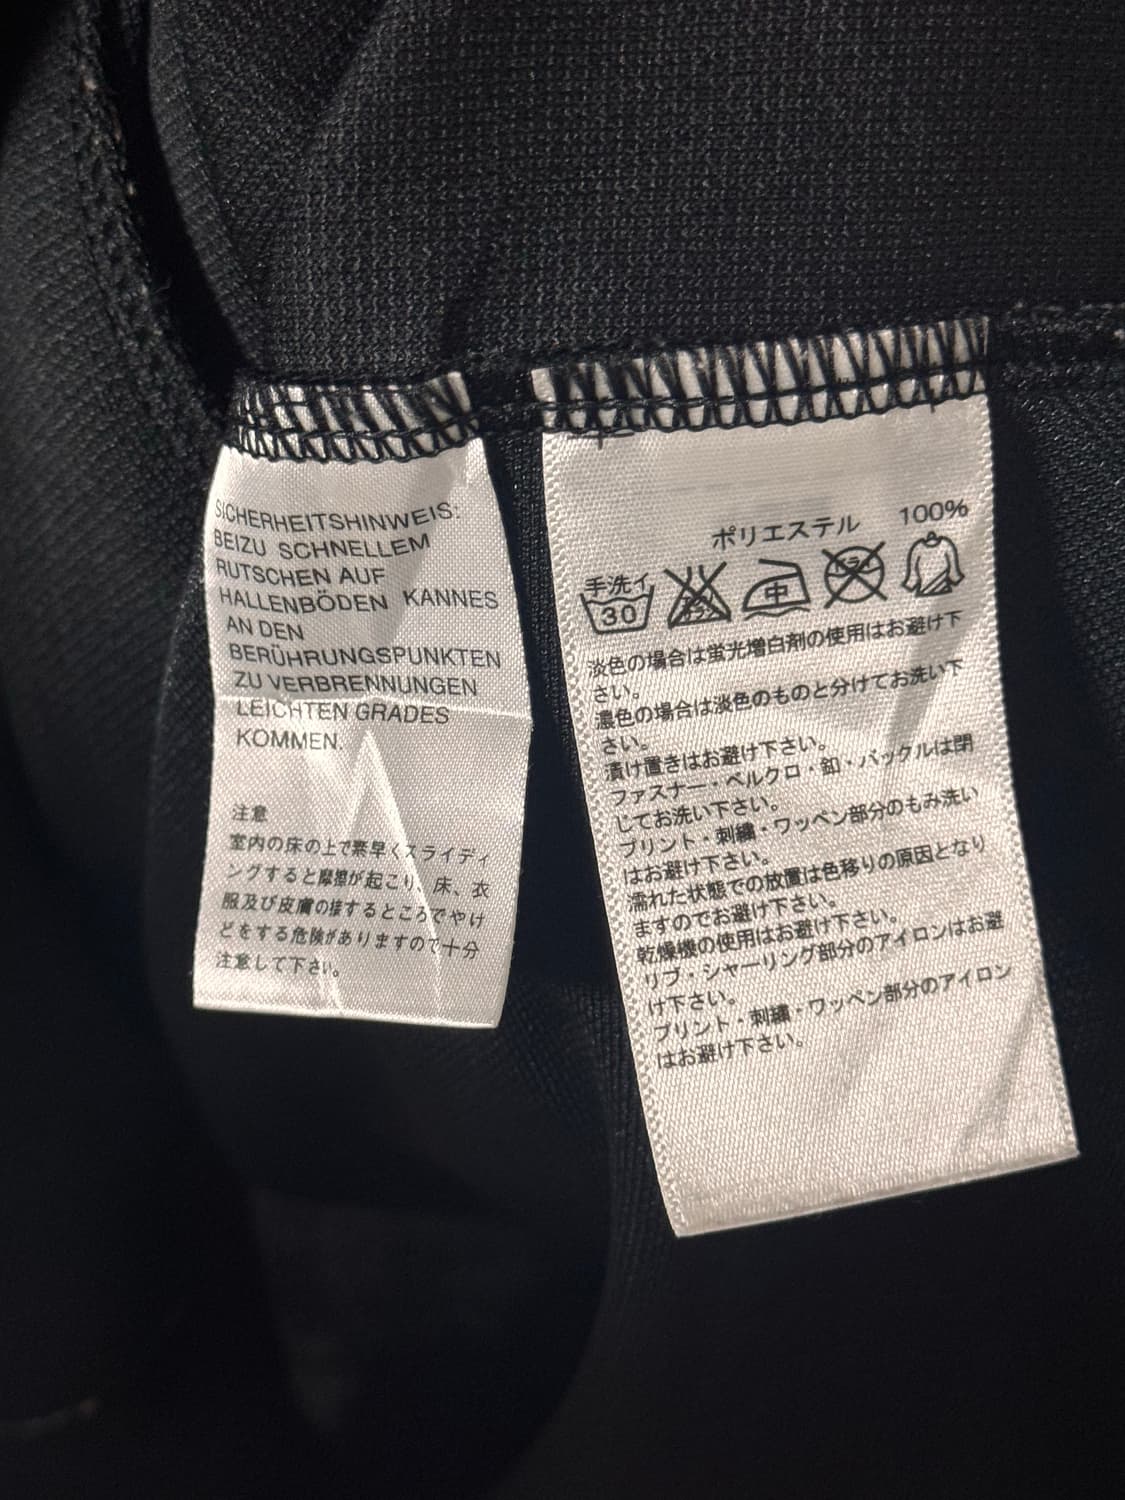 SICHERHEITSHINWEIS:
BEIZU SCHNELLEM
RUTSCHEN AUF
HALLENBÖDEN KANNES
AN DEN
BERÜHRUNGSPUNKTEN
ZU VERBRENNUNGEN
LEICHTEN GRADES
KOMMEN.
注意
室内の床の上で素早くスライディ
ングすると摩擦が起こり、床、衣
服及び皮膚の接するところでやけ
どをする危険がありますので十分
注意して下さい。
ポリエステル 100%
手洗イ
30
中
淡色の場合は蛍光増白剤の使用はお避け下
さい。
濃色の場合は淡色のものと分けてお洗い下
さい。
漬け置きはお避け下さい。
ファスナー・ベルクロ・釦・バックルは閉
じてお洗い下さい。
プリント・刺繍・ワッペン部分のもみ洗い
はお避け下さい。
濡れた状態での放置は色移りの原因となり
ますのでお避け下さい。
乾燥機の使用はお避け下さい。
リブ・シャーリング部分のアイロンはお避
け下さい。
プリント・刺繍・ワッペン部分のアイロン
はお避け下さい。